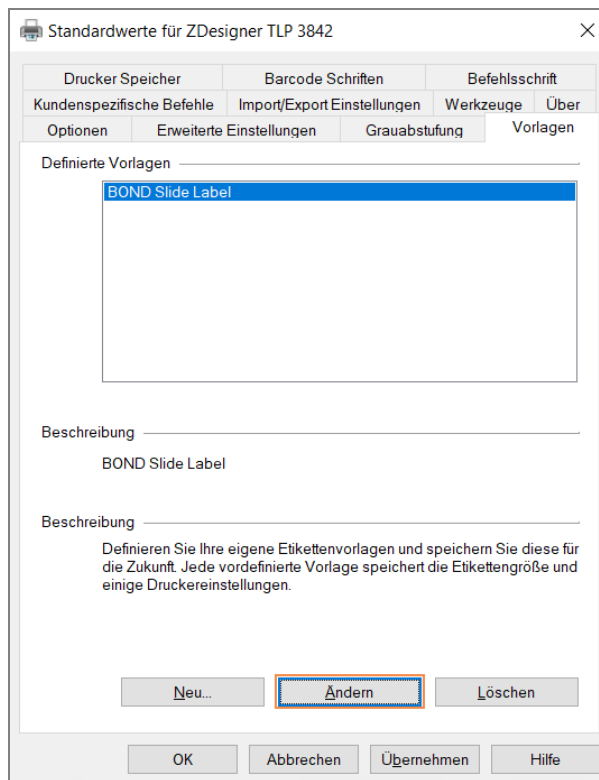 Standardwerte für ZDesigner TLP 3842
Drucker Speicher Barcode Schriften Befehlsschrift
Kundenspezifische Befehle Import/Export Einstellungen Werkzeuge Über
Optionen Erweiterte Einstellungen Grauabstufung Vorlagen
Definierte Vorlagen
BOND Slide Label
Beschreibung
BOND Slide Label
Beschreibung
Definieren Sie Ihre eigene Etikettenvorlagen und speichern Sie diese für
die Zukunft. Jede vordefinierte Vorlage speichert die Etikettengröße und
einige Druckereinstellungen.
Neu... Ändern Löschen
OK Abbrechen Übernehmen Hilfe